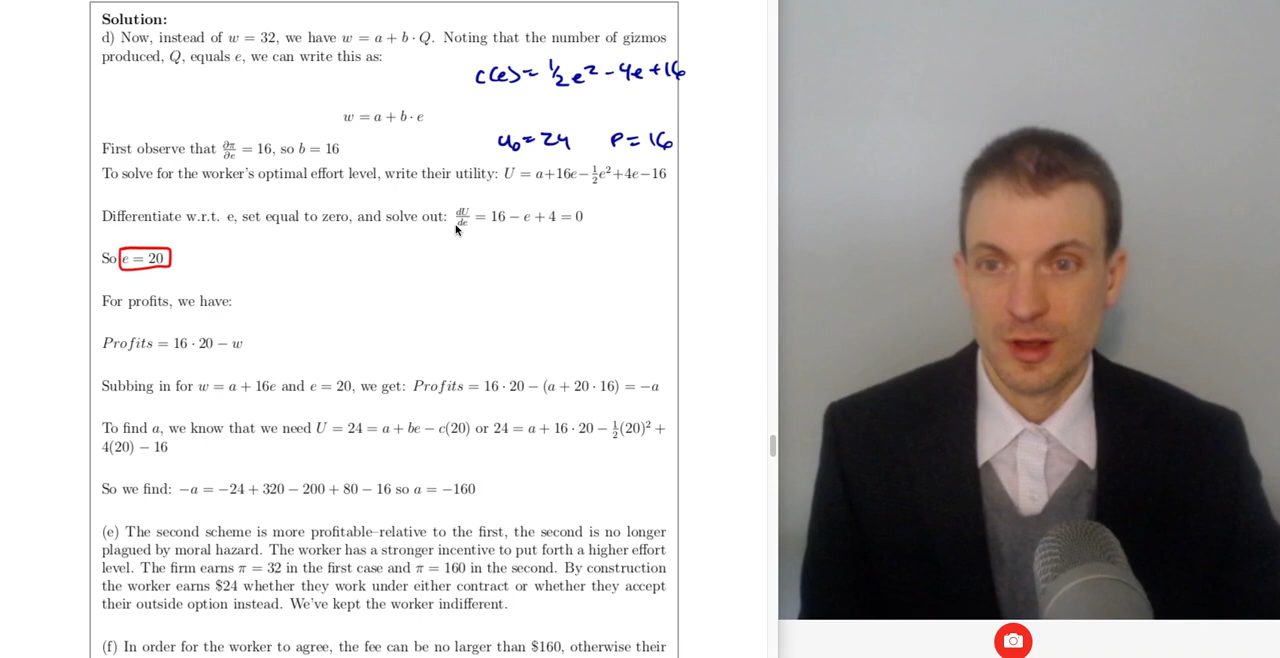 Solution:
d) Now, instead of w = 32, we have w = a + b · Q. Noting that the number of gizmos
produced, Q, equals e, we can write this as:
c(e) = ½e² - 4e + 16
w = a + b · e
u₀ = 24 P = 16
First observe that ∂π/∂e = 16, so b = 16
To solve for the worker's optimal effort level, write their utility: U = a+16e−½e²+4e−16
Differentiate w.r.t. e, set equal to zero, and solve out: dU/de = 16 − e + 4 = 0
So e = 20
For profits, we have:
Profits = 16 · 20 − w
Subbing in for w = a + 16e and e = 20, we get: Profits = 16 · 20 − (a + 20 · 16) = −a
To find a, we know that we need U = 24 = a + be − c(20) or 24 = a + 16 · 20 − ½(20)² +
4(20) − 16
So we find: −a = −24 + 320 − 200 + 80 − 16 so a = −160
(e) The second scheme is more profitable–relative to the first, the second is no longer
plagued by moral hazard. The worker has a stronger incentive to put forth a higher effort
level. The firm earns π = 32 in the first case and π = 160 in the second. By construction
the worker earns $24 whether they work under either contract or whether they accept
their outside option instead. We've kept the worker indifferent.
(f) In order for the worker to agree, the fee can be no larger than $160, otherwise their